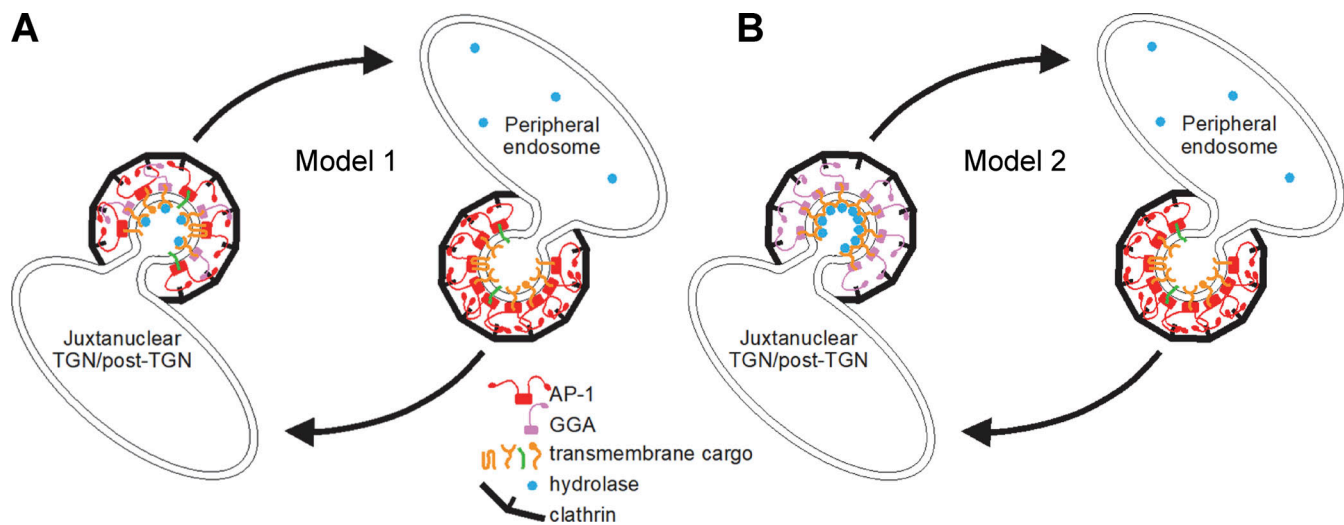 A
Model 1
Peripheral
endosome
Juxtanuclear
TGN/post-TGN
AP-1
GGA
transmembrane cargo
hydrolase
clathrin
B
Model 2
Peripheral
endosome
Juxtanuclear
TGN/post-TGN